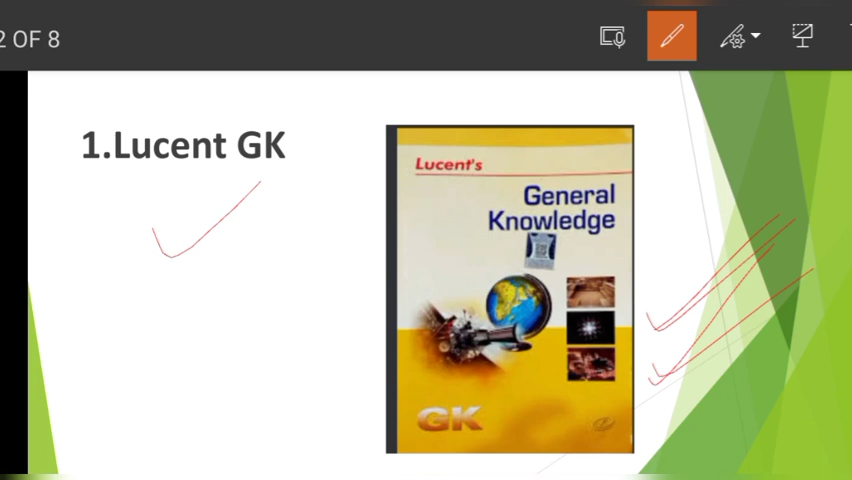 2 OF 8
1.Lucent GK
Lucent's
General
Knowledge
GK